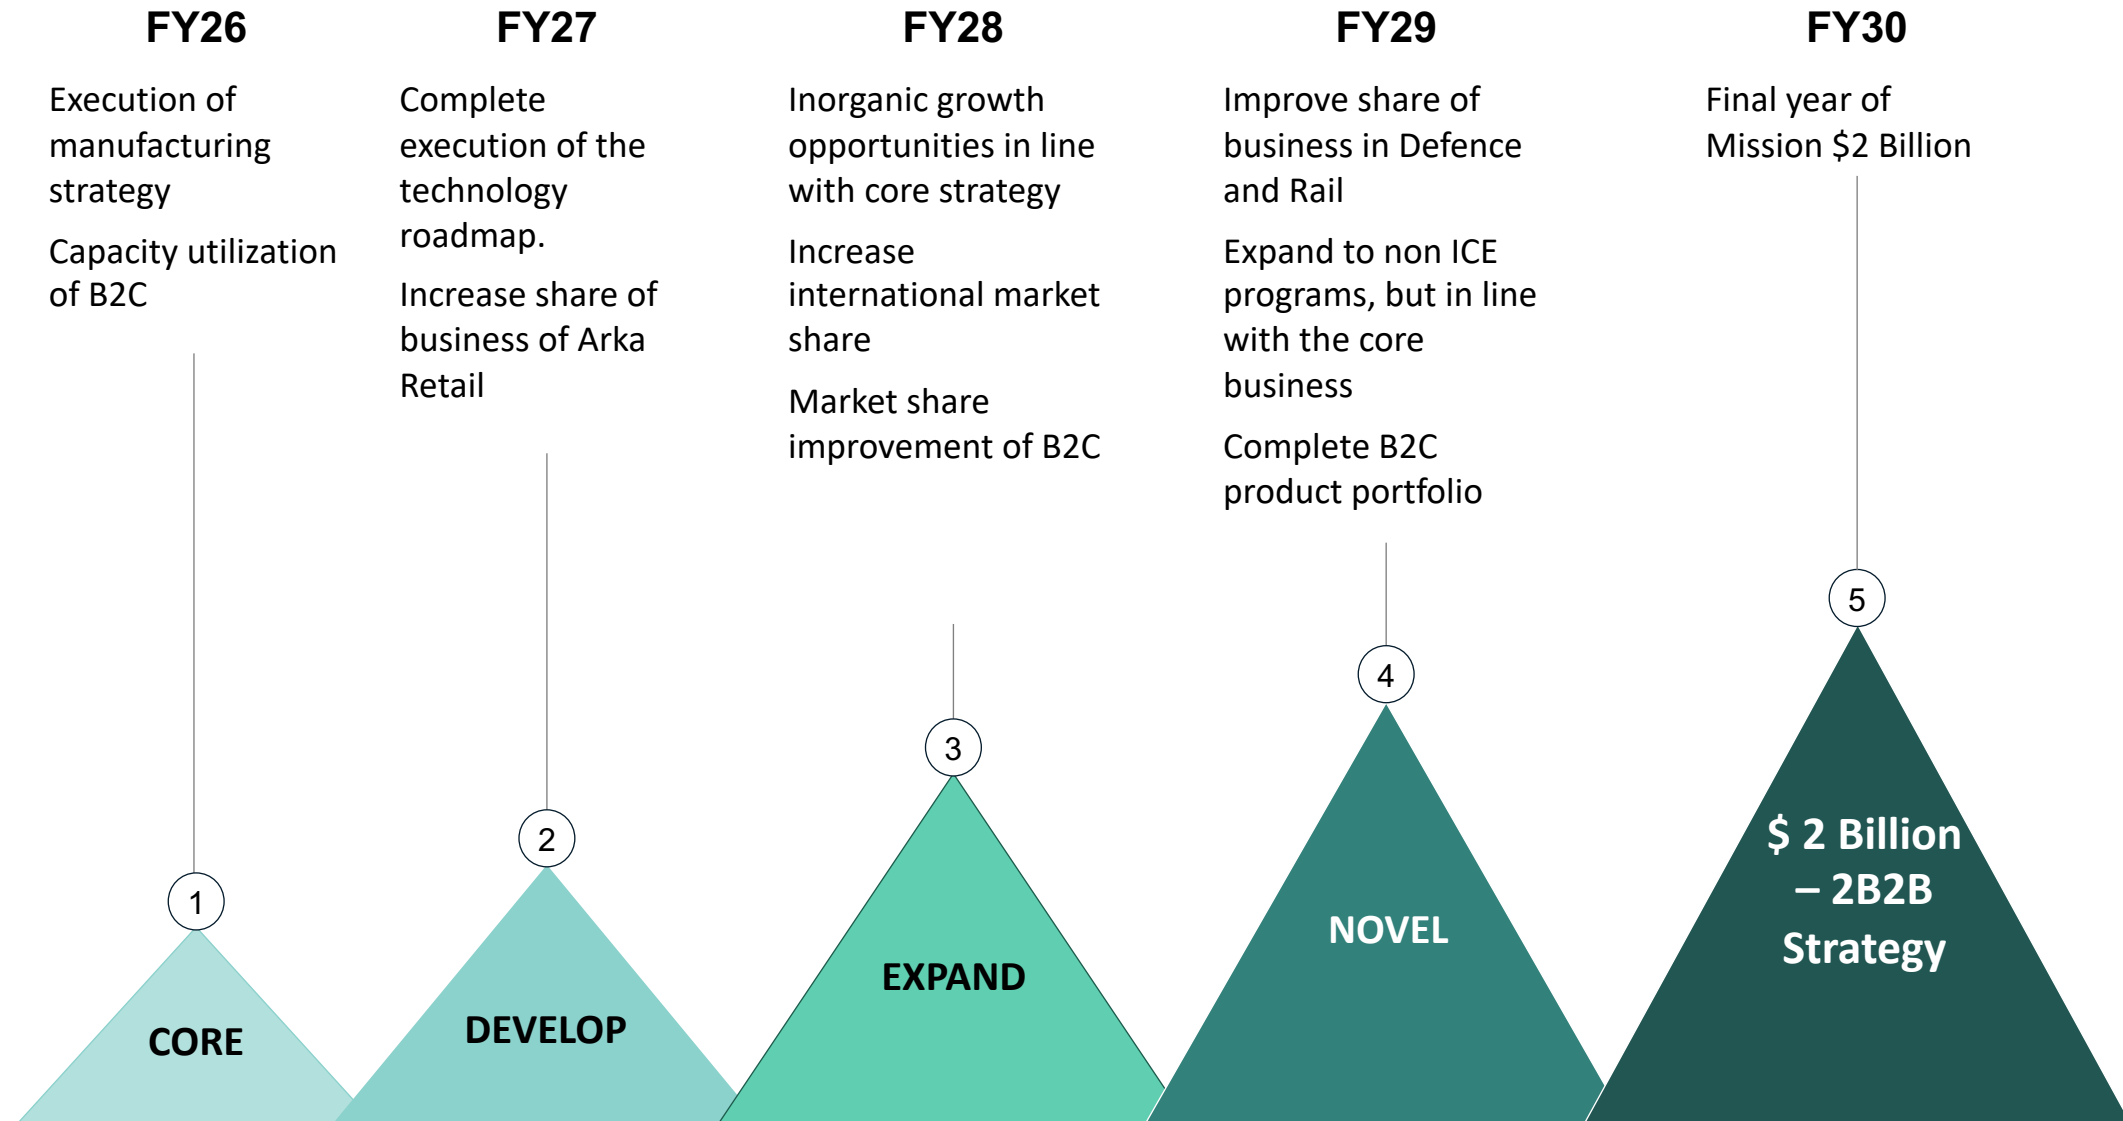 FY26
Execution of
manufacturing
strategy
Capacity utilization
of B2C
1
CORE
FY27
Complete
execution of the
technology
roadmap.
Increase share of
business of Arka
Retail
2
DEVELOP
FY28
Inorganic growth
opportunities in line
with core strategy
Increase
international market
share
Market share
improvement of B2C
3
EXPAND
FY29
Improve share of
business in Defence
and Rail
Expand to non ICE
programs, but in line
with the core
business
Complete B2C
product portfolio
4
NOVEL
FY30
Final year of
Mission $2 Billion
5
$ 2 Billion
– 2B2B
Strategy